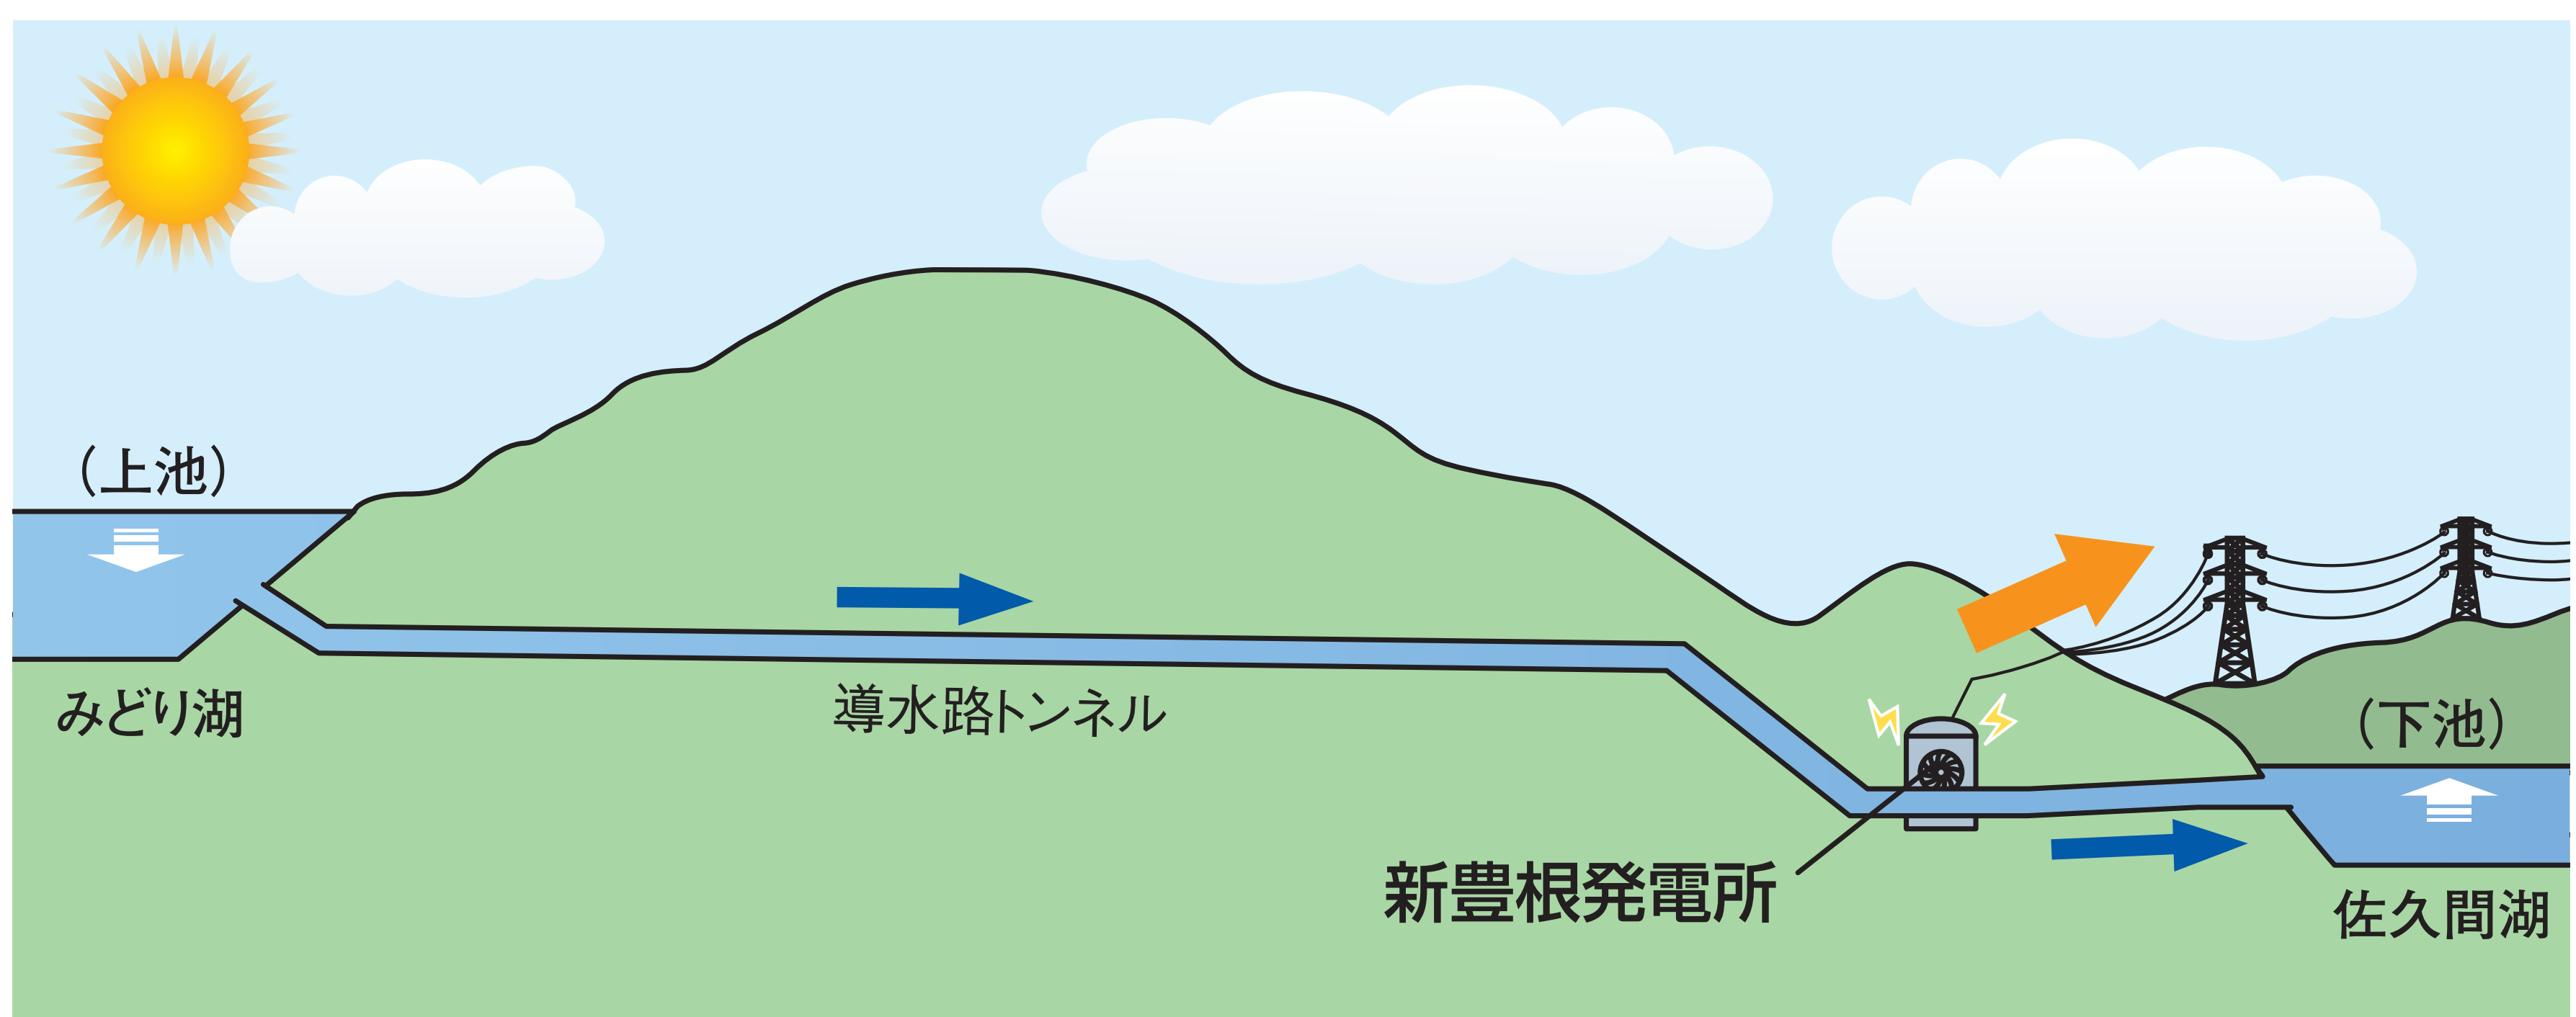 （上池）
みどり湖
導水路トンネル
新豊根発電所
（下池）
佐久間湖